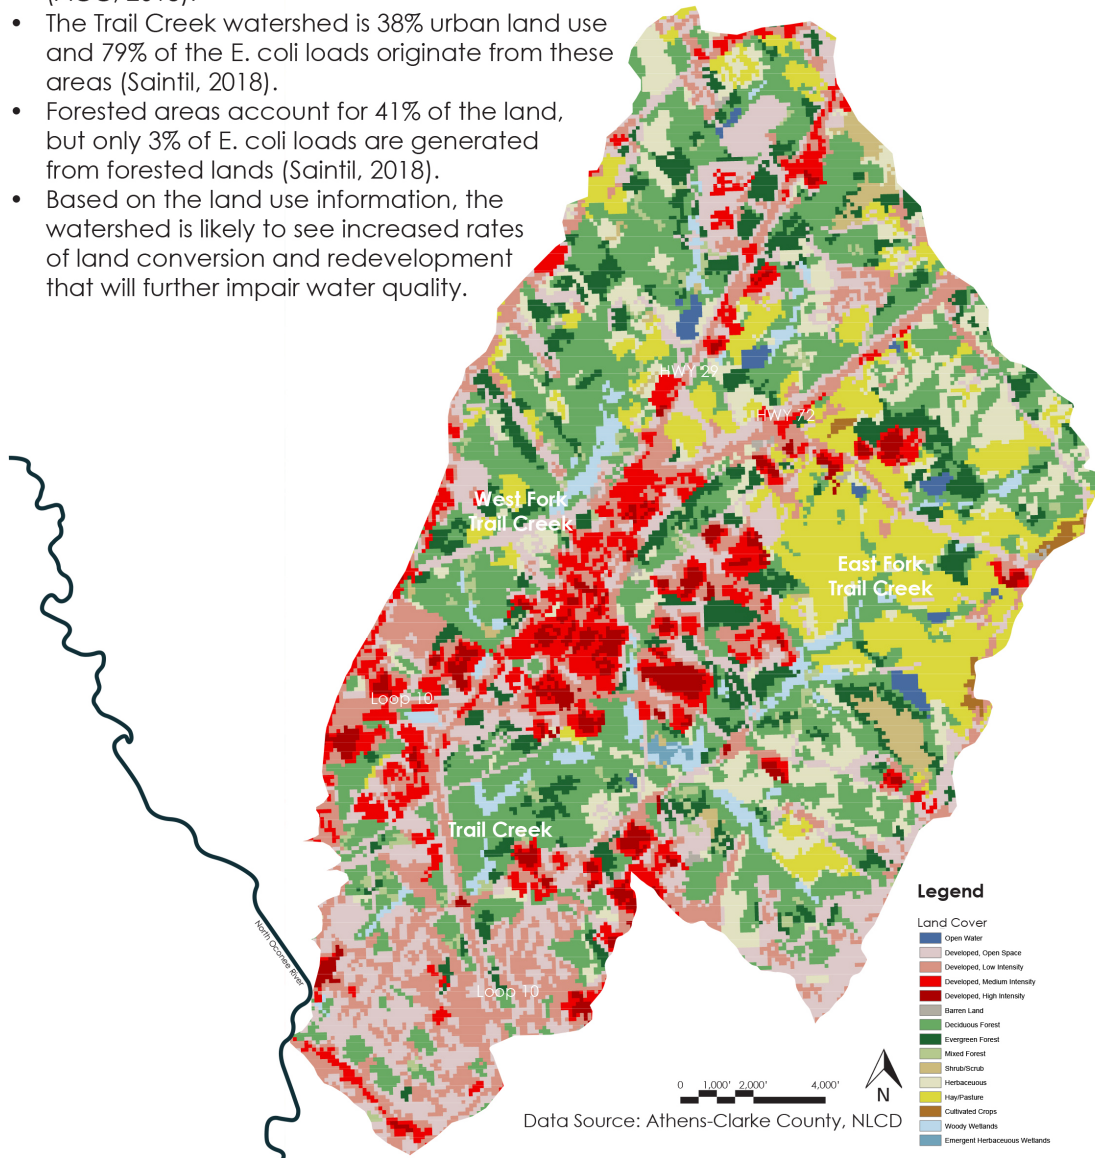 • The Trail Creek watershed is 38% urban land use
and 79% of the E. coli loads originate from these
areas (Saintil, 2018).
• Forested areas account for 41% of the land,
but only 3% of E. coli loads are generated
from forested lands (Saintil, 2018).
• Based on the land use information, the
watershed is likely to see increased rates
of land conversion and redevelopment
that will further impair water quality.
HWY 29
HWY 72
West Fork
Trail Creek
East Fork
Trail Creek
Loop 10
Trail Creek
North Oconee River
Loop 10
Legend
Land Cover
Open Water
Developed, Open Space
Developed, Low Intensity
Developed, Medium Intensity
Developed, High Intensity
Barren Land
Deciduous Forest
Evergreen Forest
Mixed Forest
Shrub/Scrub
Herbaceuous
Hay/Pasture
Cultivated Crops
Woody Wetlands
Emergent Herbaceuous Wetlands
0 1,000' 2,000' 4,000'
N
Data Source: Athens-Clarke County, NLCD